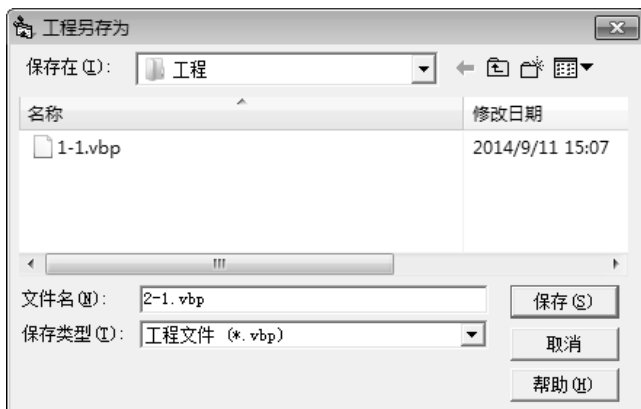 工程另存为
保存在(I): 工程
名称 修改日期
1-1.vbp 2014/9/11 15:07
文件名(N): 2-1.vbp 保存(S)
保存类型(T): 工程文件 (*.vbp) 取消
帮助(H)